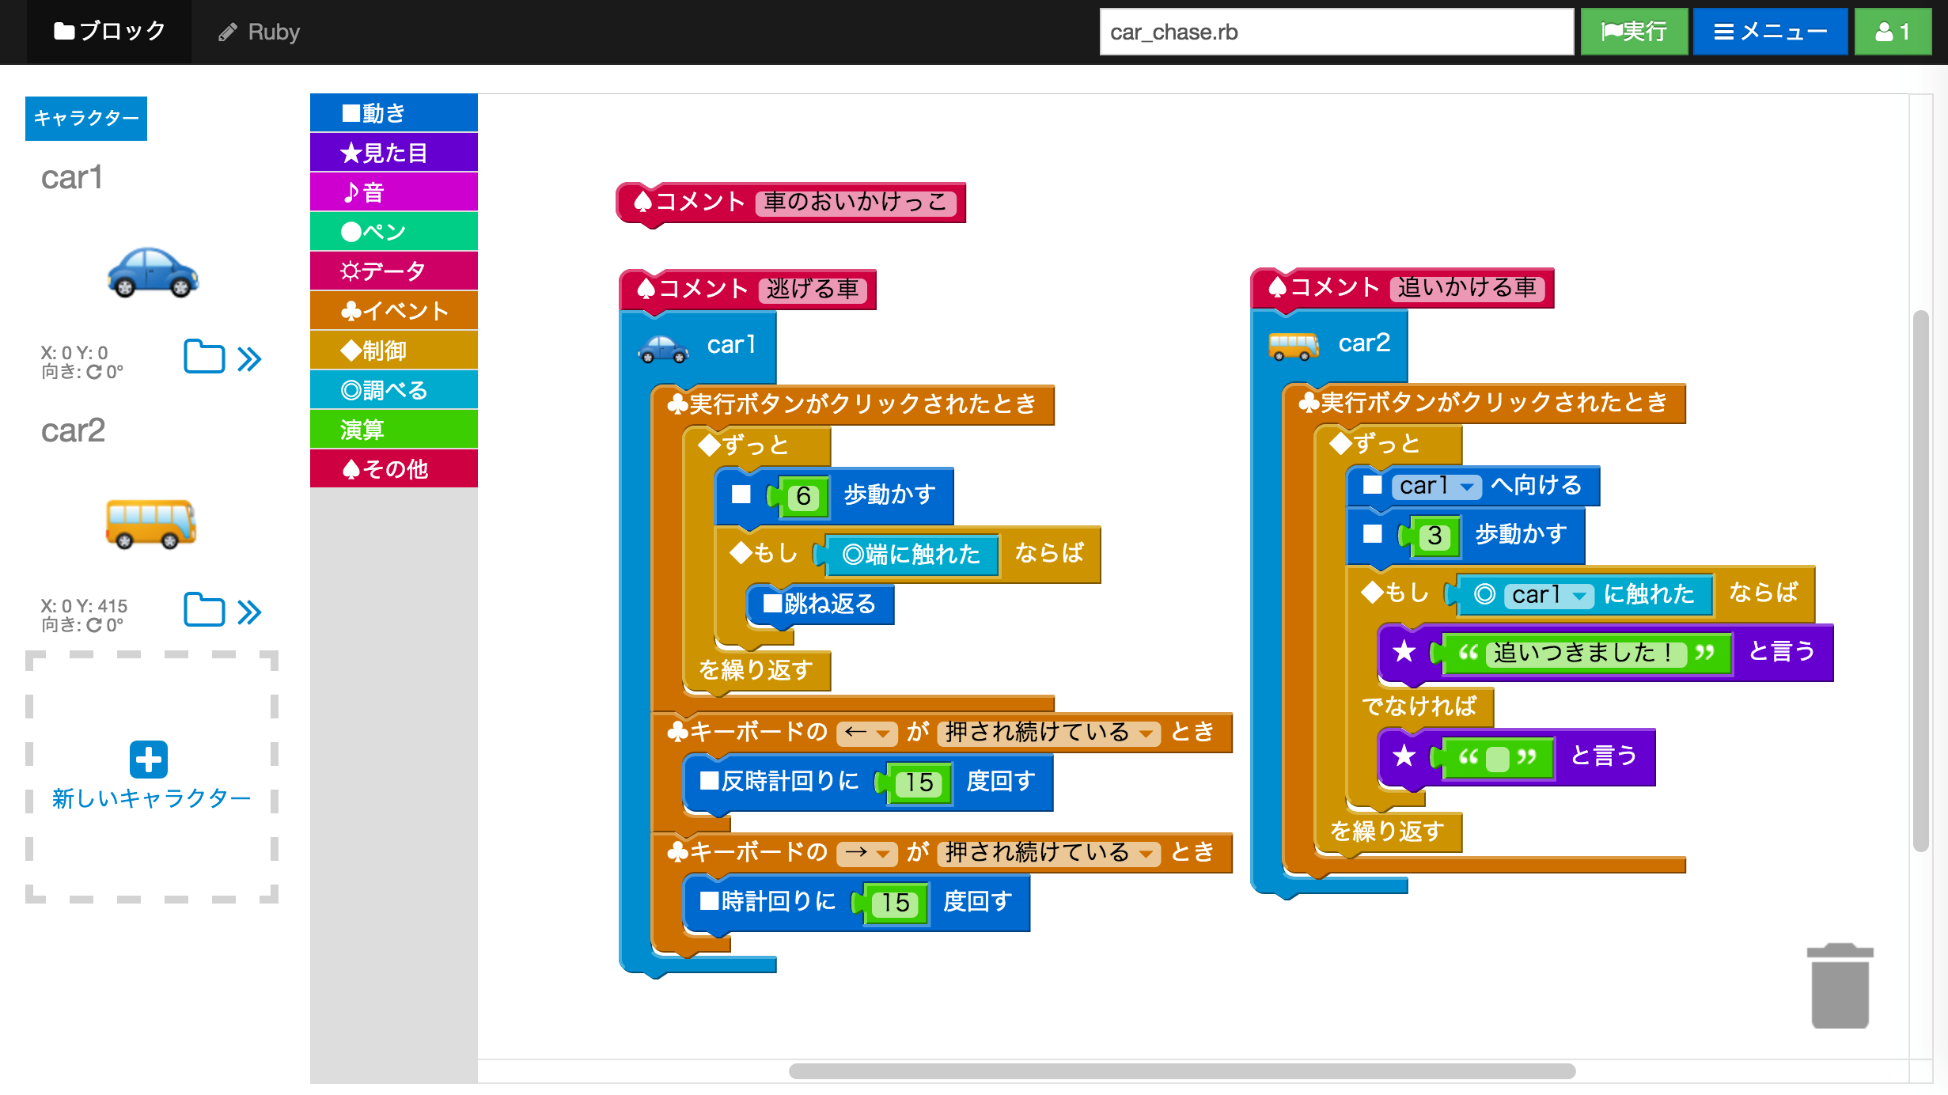 ブロック
Ruby
car_chase.rb
実行
メニュー
1
キャラクター
car1
X: 0 Y: 0
向き: 0°
car2
X: 0 Y: 415
向き: 0°
新しいキャラクター
■動き
★見た目
♪音
●ペン
☼データ
♣イベント
◆制御
◎調べる
演算
♠その他
♠コメント 車のおいかけっこ
♠コメント 逃げる車
car1
♣実行ボタンがクリックされたとき
◆ずっと
■ 6 歩動かす
◆もし ◎端に触れた ならば
■跳ね返る
を繰り返す
♣キーボードの ← が 押され続けている とき
■反時計回りに 15 度回す
♣キーボードの → が 押され続けている とき
■時計回りに 15 度回す
♠コメント 追いかける車
car2
♣実行ボタンがクリックされたとき
◆ずっと
■ car1 へ向ける
■ 3 歩動かす
◆もし ◎ car1 に触れた ならば
★ “ 追いつきました！ ” と言う
でなければ
★ “ ” と言う
を繰り返す